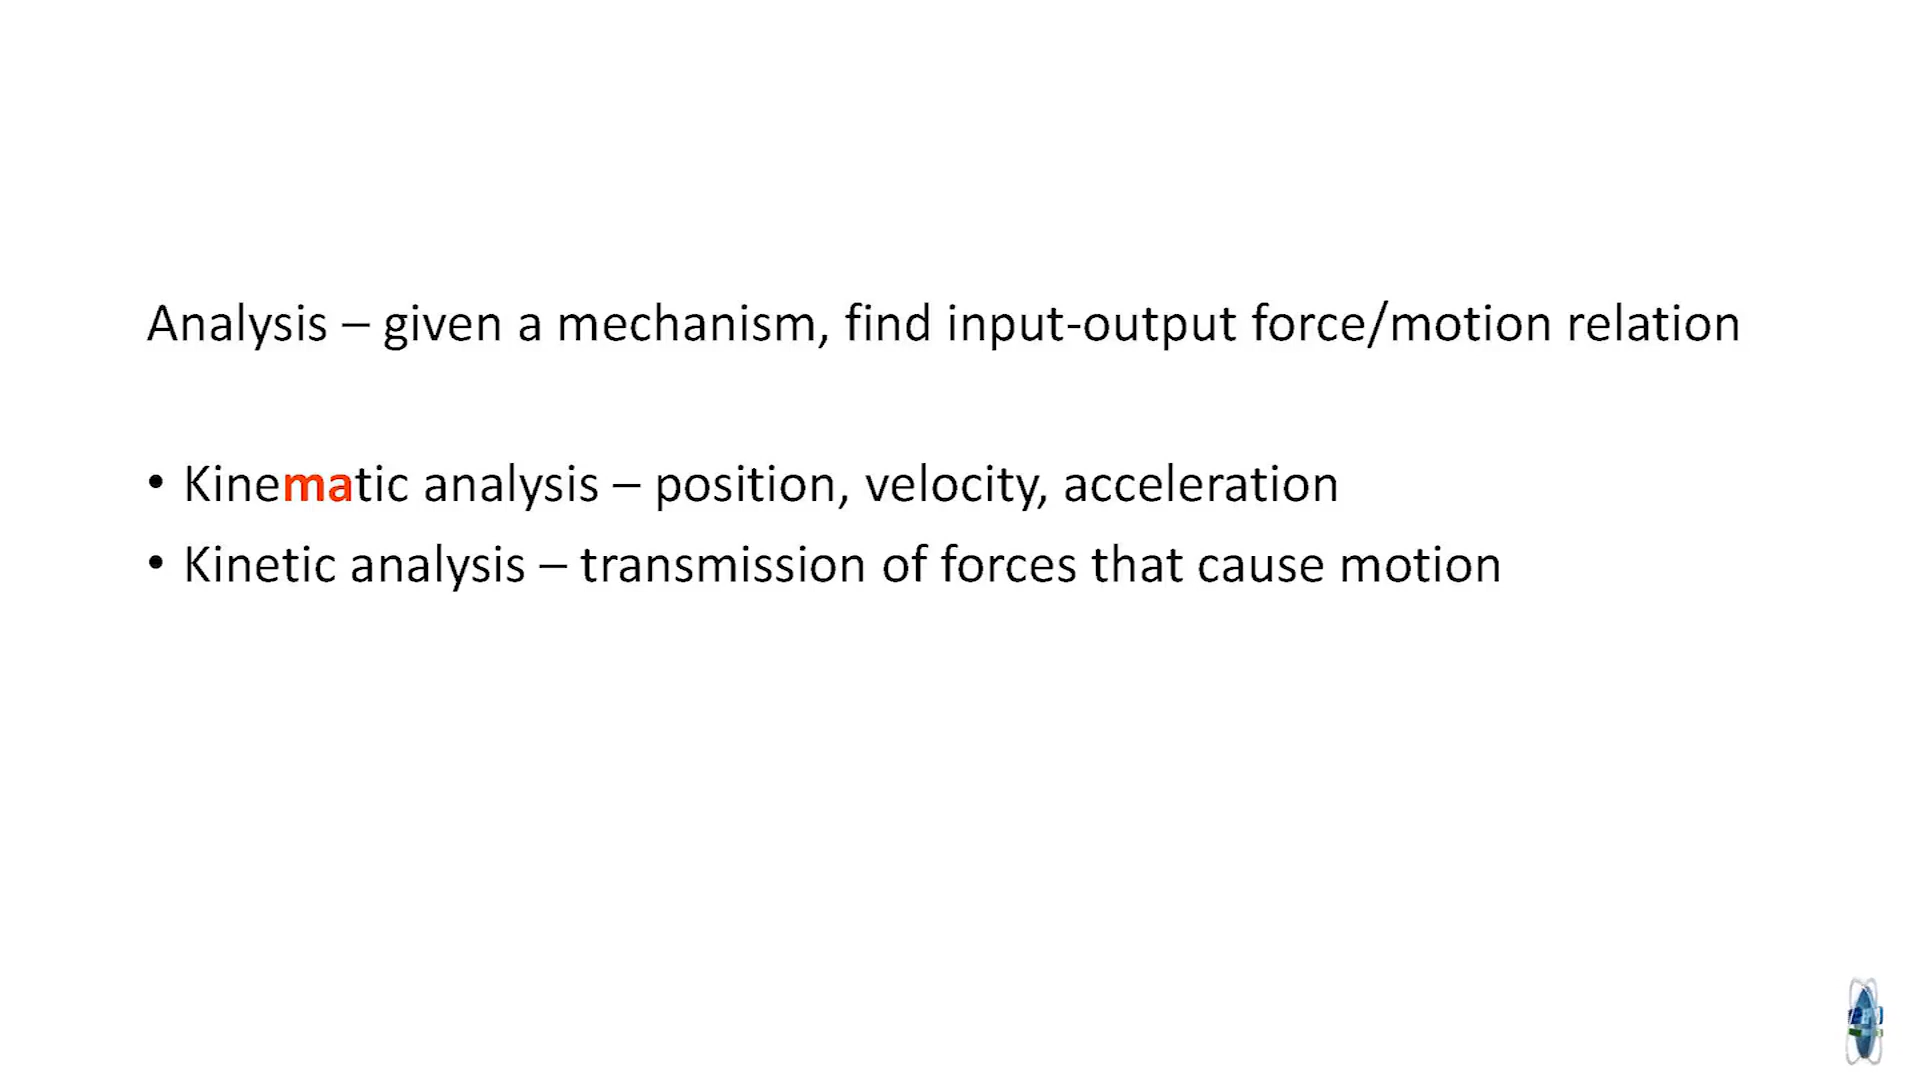 Analysis – given a mechanism, find input-output force/motion relation
• Kinematic analysis – position, velocity, acceleration
• Kinetic analysis – transmission of forces that cause motion